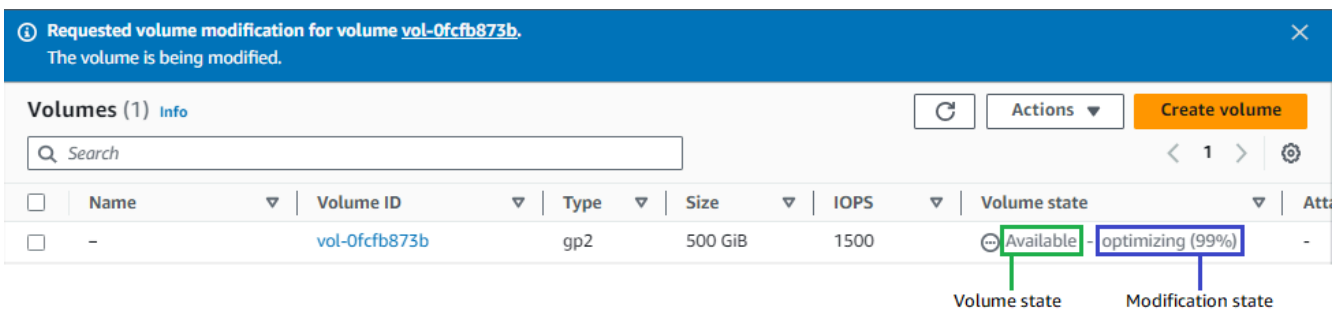 Requested volume modification for volume vol-0fcfb873b.
The volume is being modified.
Volumes (1) Info
Actions
Create volume
Search
1
Name Volume ID Type Size IOPS Volume state Atta
– vol-0fcfb873b gp2 500 GiB 1500 Available - optimizing (99%) -
Volume state Modification state